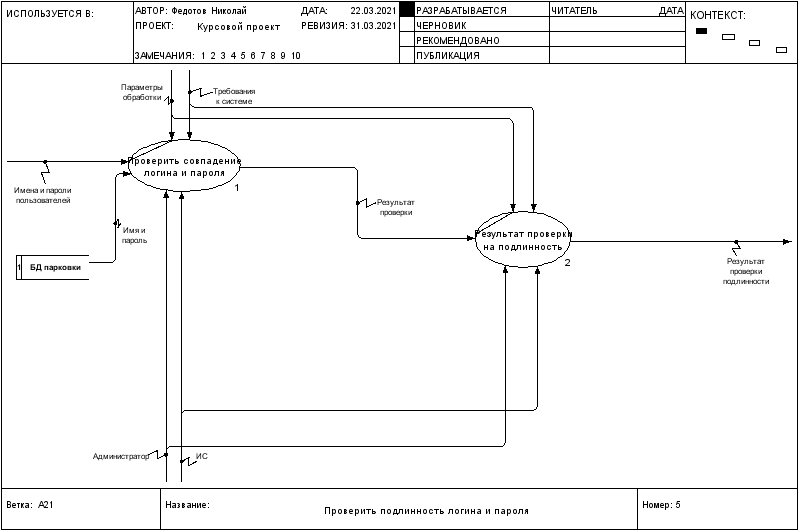 ИСПОЛЬЗУЕТСЯ В:
АВТОР: Федотов Николай
ДАТА: 22.03.2021
ПРОЕКТ: Курсовой проект
РЕВИЗИЯ: 31.03.2021
ЗАМЕЧАНИЯ: 1 2 3 4 5 6 7 8 9 10
РАЗРАБАТЫВАЕТСЯ
ЧЕРНОВИК
РЕКОМЕНДОВАНО
ПУБЛИКАЦИЯ
ЧИТАТЕЛЬ ДАТА
КОНТЕКСТ:
Параметры
обработки
Требования
к системе
Проверить совпадение
логина и пароля
1
Имена и пароли
пользователей
Имя и
пароль
1 БД парковки
Результат
проверки
Результат проверки
на подлинность
2
Результат
проверки
подлинности
Администратор
ИС
Ветка: A21
Название:
Проверить подлинность логина и пароля
Номер: 5